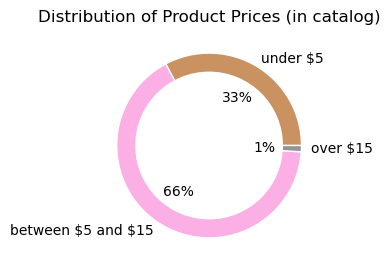 Distribution of Product Prices (in catalog)
under $5
33%
1%
over $15
66%
between $5 and $15